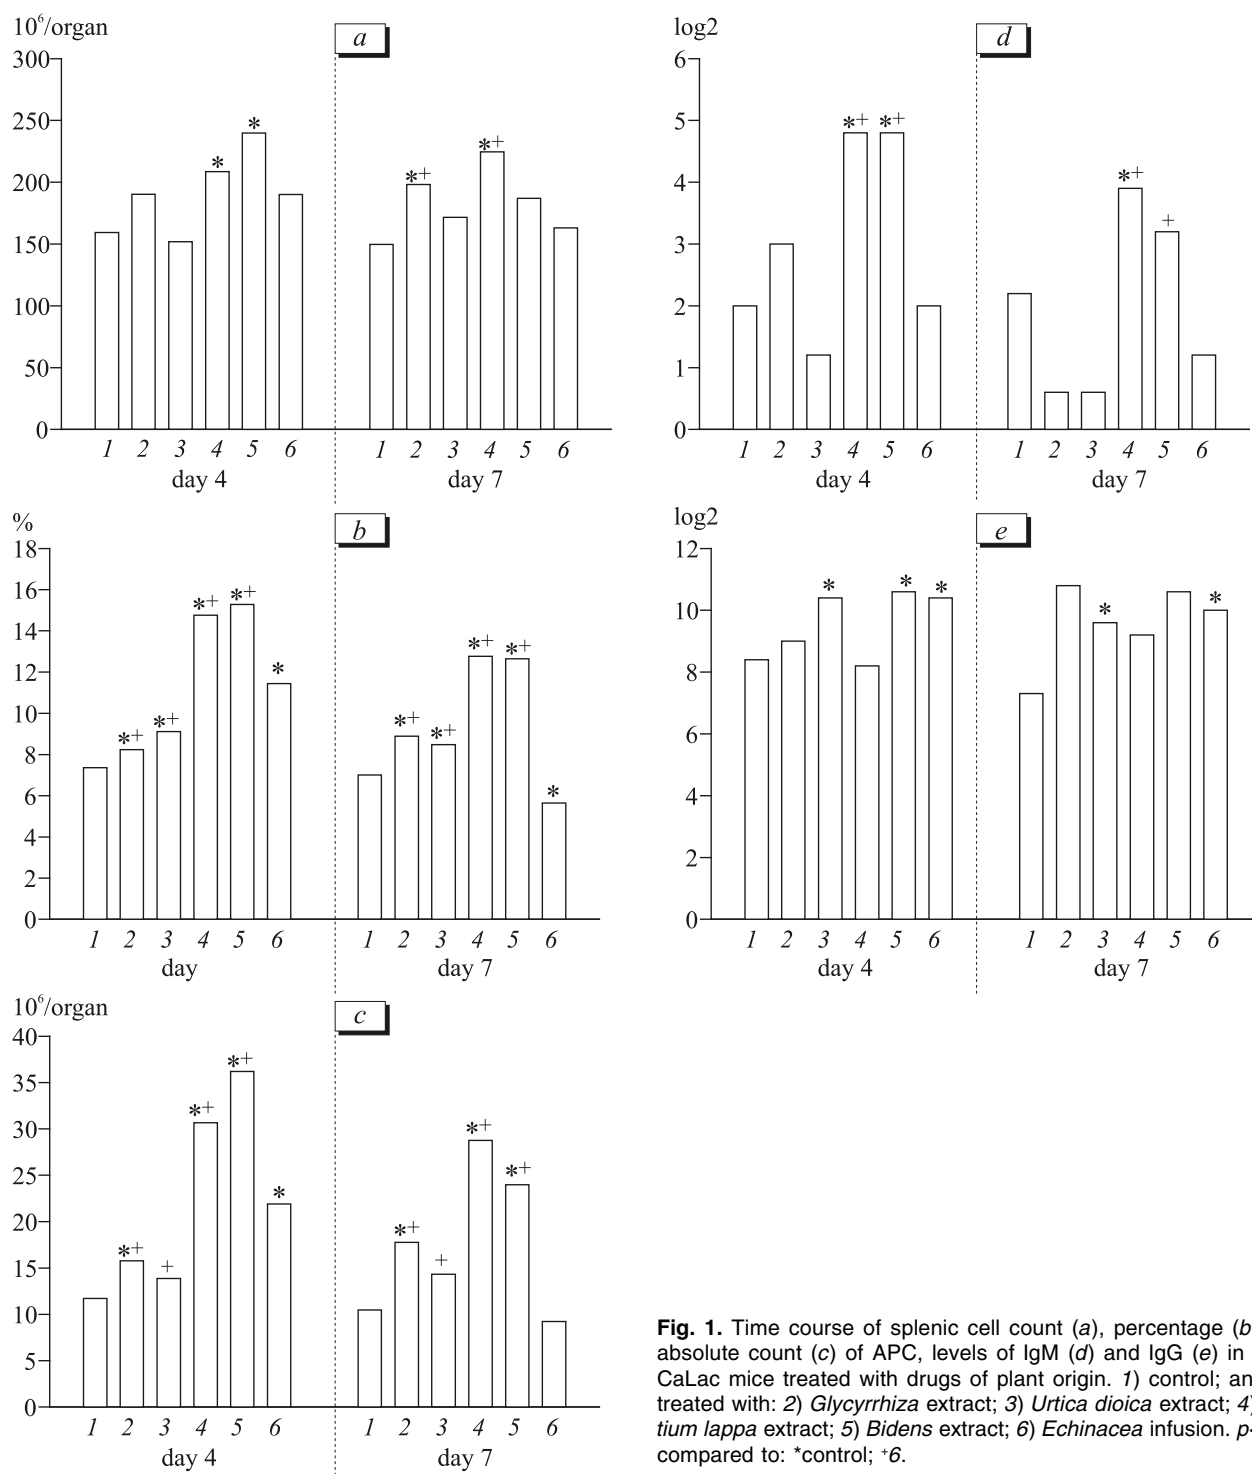 10⁶/organ
a
300
250
200
150
100
50
0
* * *+ *+
1 2 3 4 5 6 1 2 3 4 5 6
day 4 day 7
log2
d
6
5
4
3
2
1
0
*+ *+ *+ +
1 2 3 4 5 6 1 2 3 4 5 6
day 4 day 7
%
b
18
16
14
12
10
8
6
4
2
0
*+ *+ *+ *+ * *+ *+ *+ *+ *
1 2 3 4 5 6 1 2 3 4 5 6
day day 7
log2
e
12
10
8
6
4
2
0
* * * * *
1 2 3 4 5 6 1 2 3 4 5 6
day 4 day 7
10⁶/organ
c
40
35
30
25
20
15
10
5
0
*+ + *+ *+ * *+ + *+ *+
1 2 3 4 5 6 1 2 3 4 5 6
day 4 day 7
Fig. 1. Time course of splenic cell count (a), percentage (b
absolute count (c) of APC, levels of IgM (d) and IgG (e) in
CaLac mice treated with drugs of plant origin. 1) control; an
treated with: 2) Glycyrrhiza extract; 3) Urtica dioica extract; 4)
tium lappa extract; 5) Bidens extract; 6) Echinacea infusion. p
compared to: *control; ⁺6.